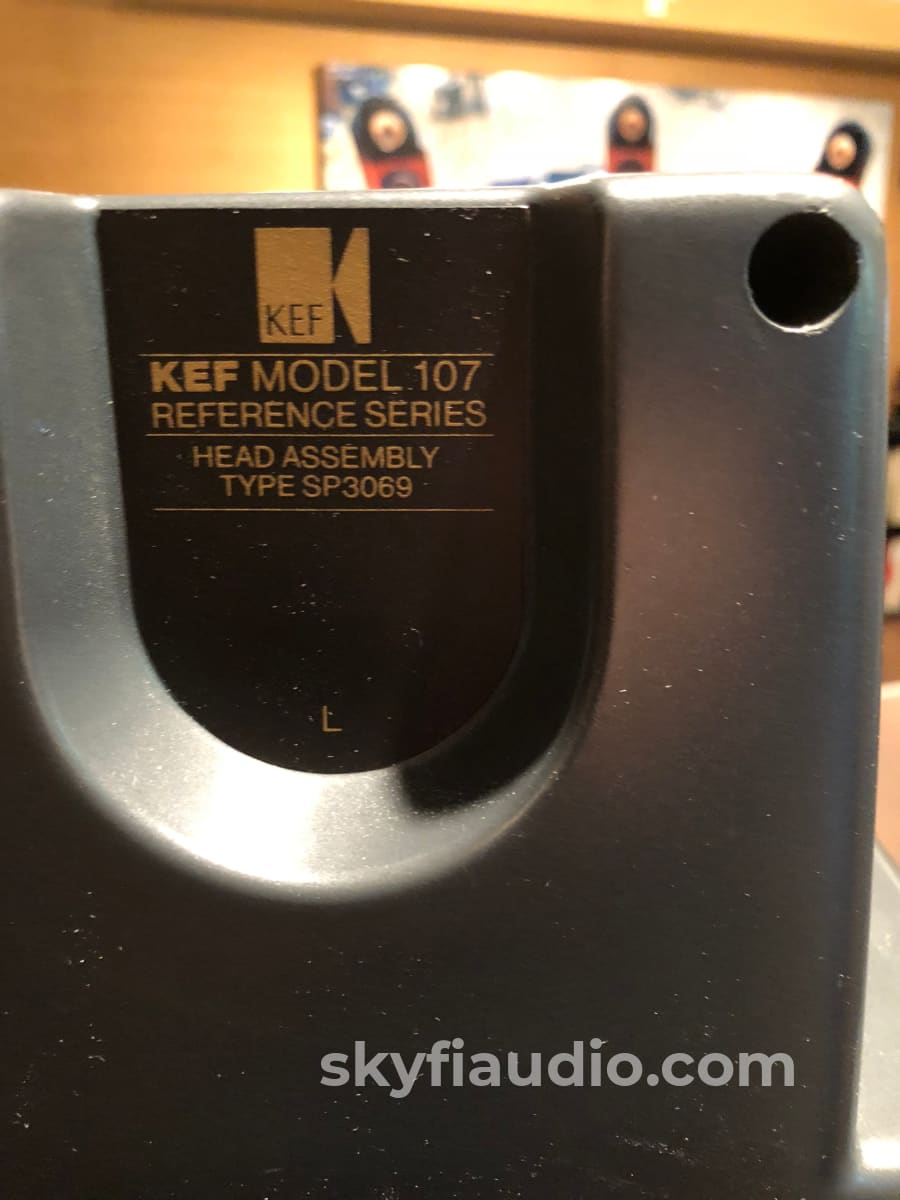 KEF
KEF MODEL 107
REFERENCE SERIES
HEAD ASSEMBLY
TYPE SP3069
L
skyfiaudio.com